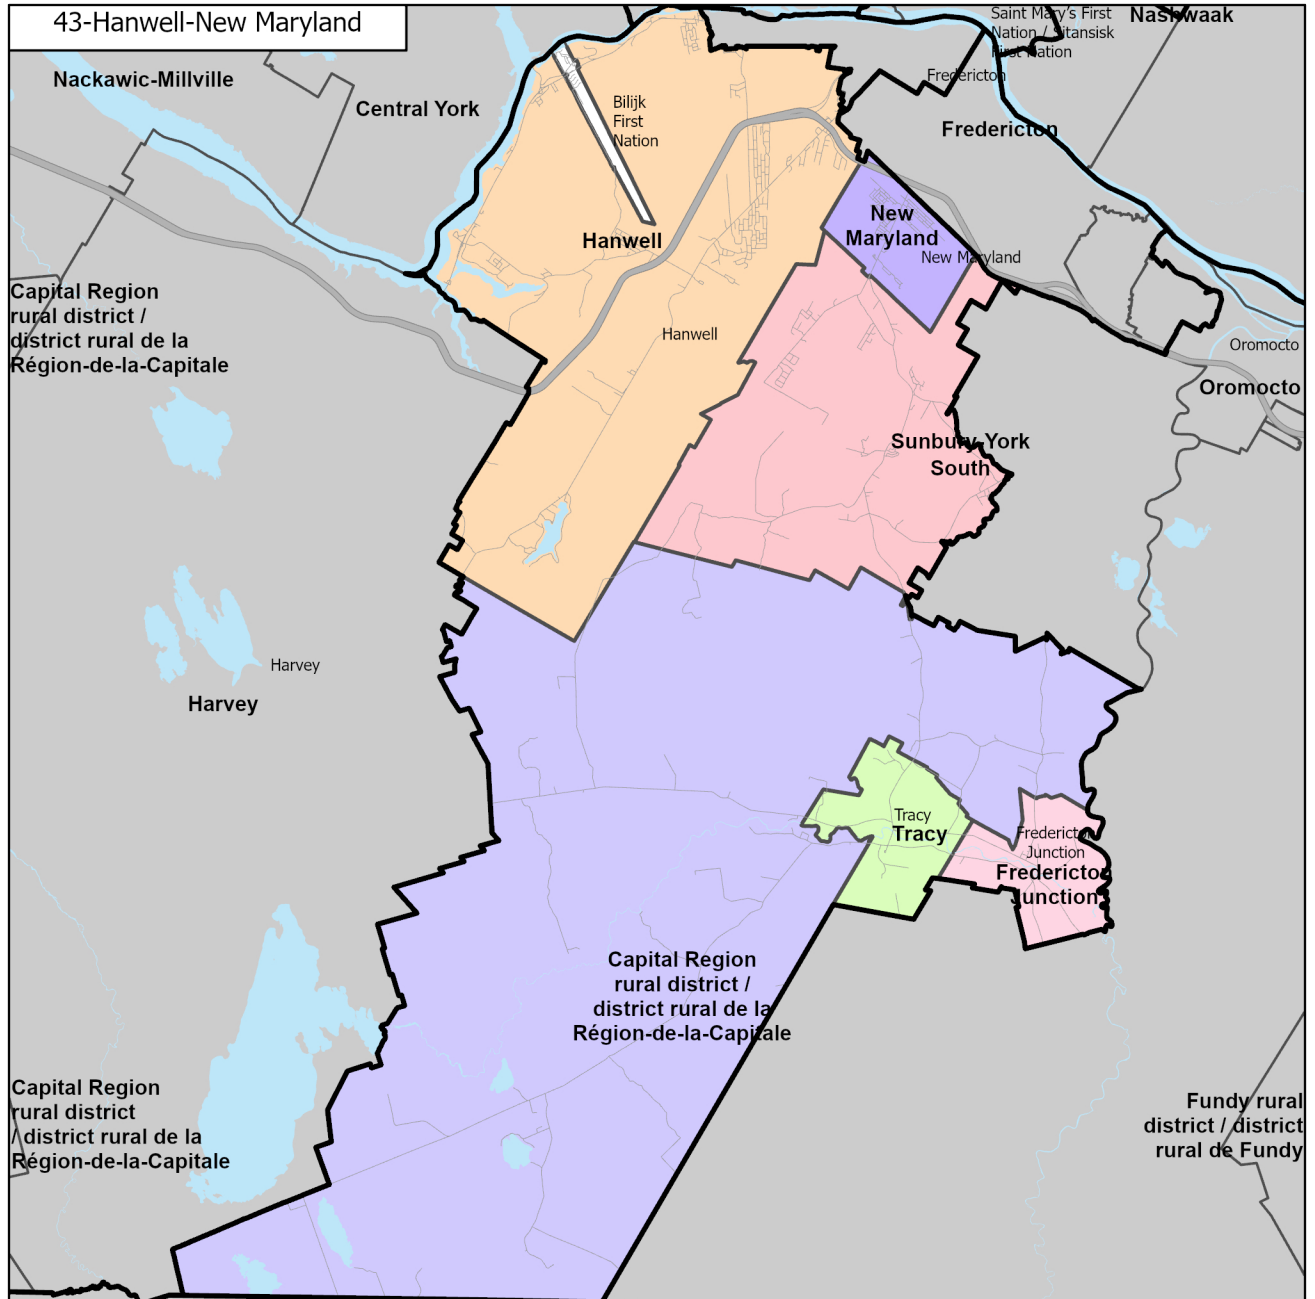 43-Hanwell-New Maryland
Saint Mary's First
Nation / Sitansisk
First Nation
Nashwaak
Nackawic-Millville
Central York
Fredericton
Bilijk
First
Nation
Fredericton
New
Maryland
Hanwell
New Maryland
Capital Region
rural district /
district rural de la
Région-de-la-Capitale
Hanwell
Oromocto
Oromocto
Sunbury-York
South
Harvey
Harvey
Tracy
Tracy
Fredericton
Junction
Fredericton
Junction
Capital Region
rural district /
district rural de la
Région-de-la-Capitale
Capital Region
rural district
/ district rural de la
Région-de-la-Capitale
Fundy rural
district / district
rural de Fundy